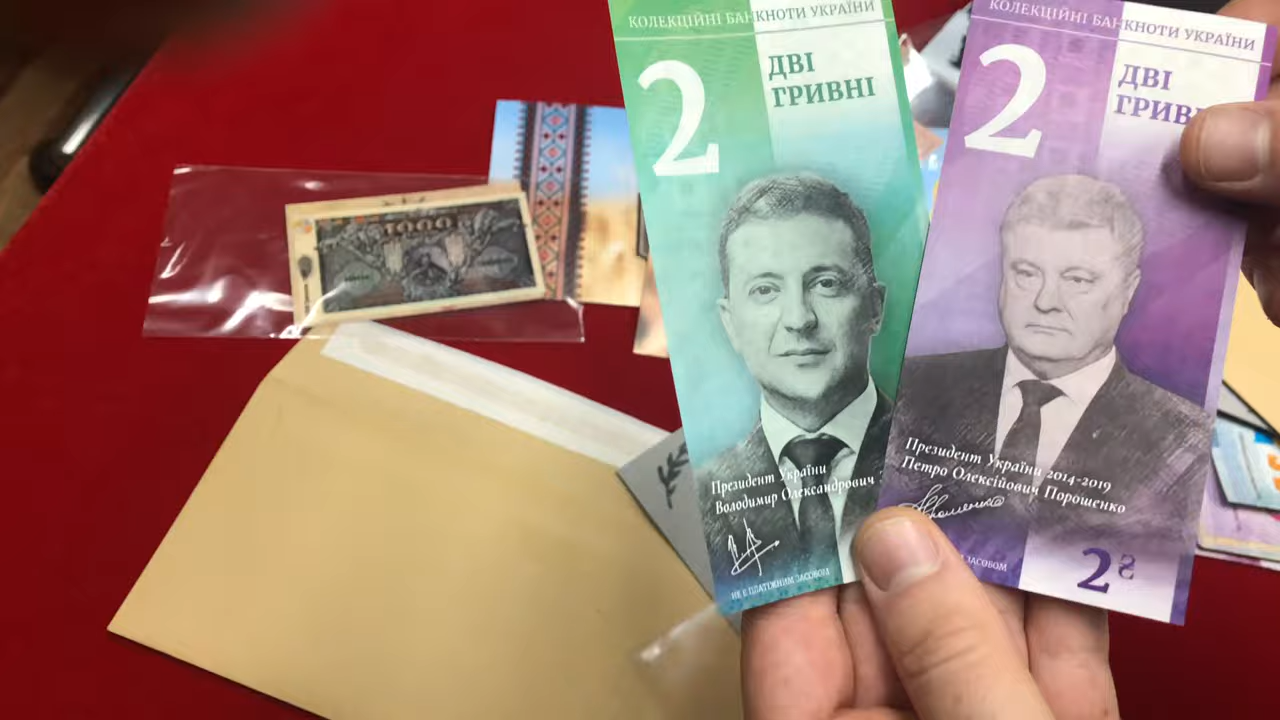 КОЛЕКЦІЙНІ БАНКНОТИ УКРАЇНИ
2
ДВІ
ГРИВНІ
Президент України
Володимир Олександрович
НЕ Є ПЛАТІЖНИМ ЗАСОБОМ
КОЛЕКЦІЙНІ БАНКНОТИ УКРАЇНИ
2
ДВІ
ГРИВ
Президент України 2014-2019
Петро Олексійович Порошенко
ЗАСОБОМ
2₴
1000